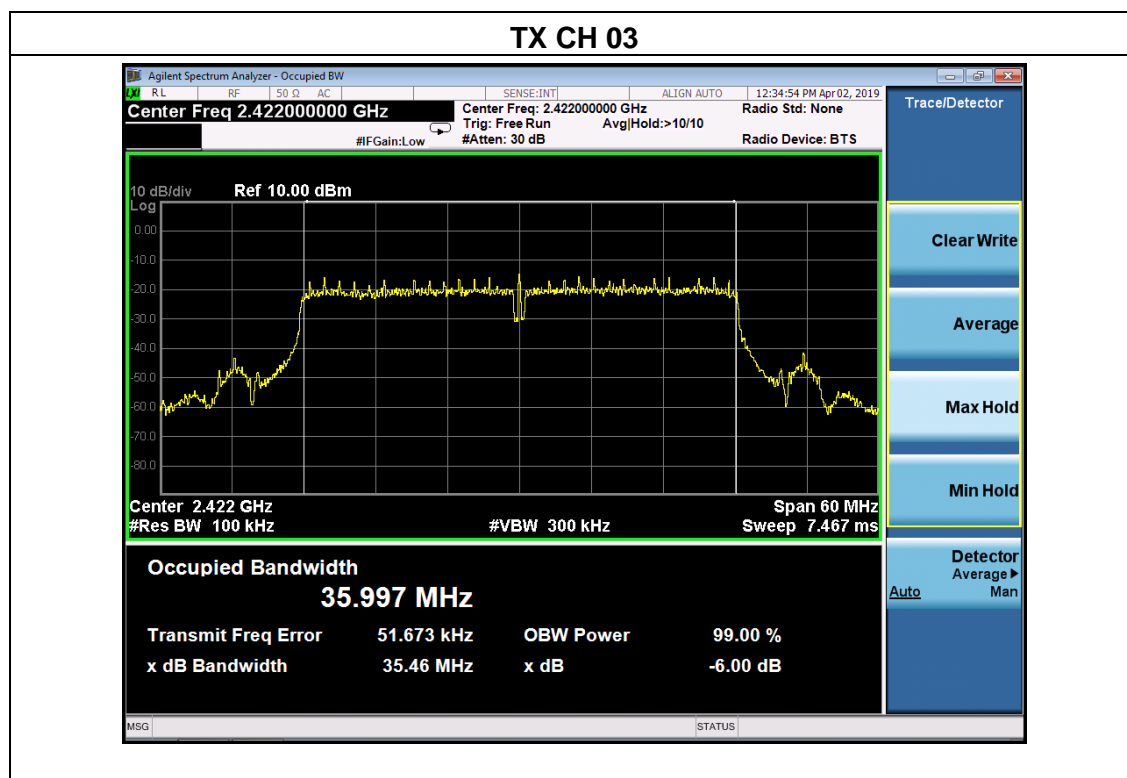 TX CH 03
Agilent Spectrum Analyzer - Occupied BW
LXI RL RF 50 Ω AC SENSE:INT ALIGN AUTO 12:34:54 PM Apr 02, 2019
Center Freq 2.422000000 GHz
Center Freq: 2.422000000 GHz
Radio Std: None
Trig: Free Run Avg|Hold:>10/10
#IFGain:Low #Atten: 30 dB
Radio Device: BTS
Trace/Detector
10 dB/div Ref 10.00 dBm
Log
0.00
-10.0
-20.0
-30.0
-40.0
-50.0
-60.0
-70.0
-80.0
Center 2.422 GHz Span 60 MHz
#Res BW 100 kHz #VBW 300 kHz Sweep 7.467 ms
Clear Write
Average
Max Hold
Min Hold
Detector
Average
Auto Man
Occupied Bandwidth
35.997 MHz
Transmit Freq Error 51.673 kHz OBW Power 99.00 %
x dB Bandwidth 35.46 MHz x dB -6.00 dB
MSG STATUS